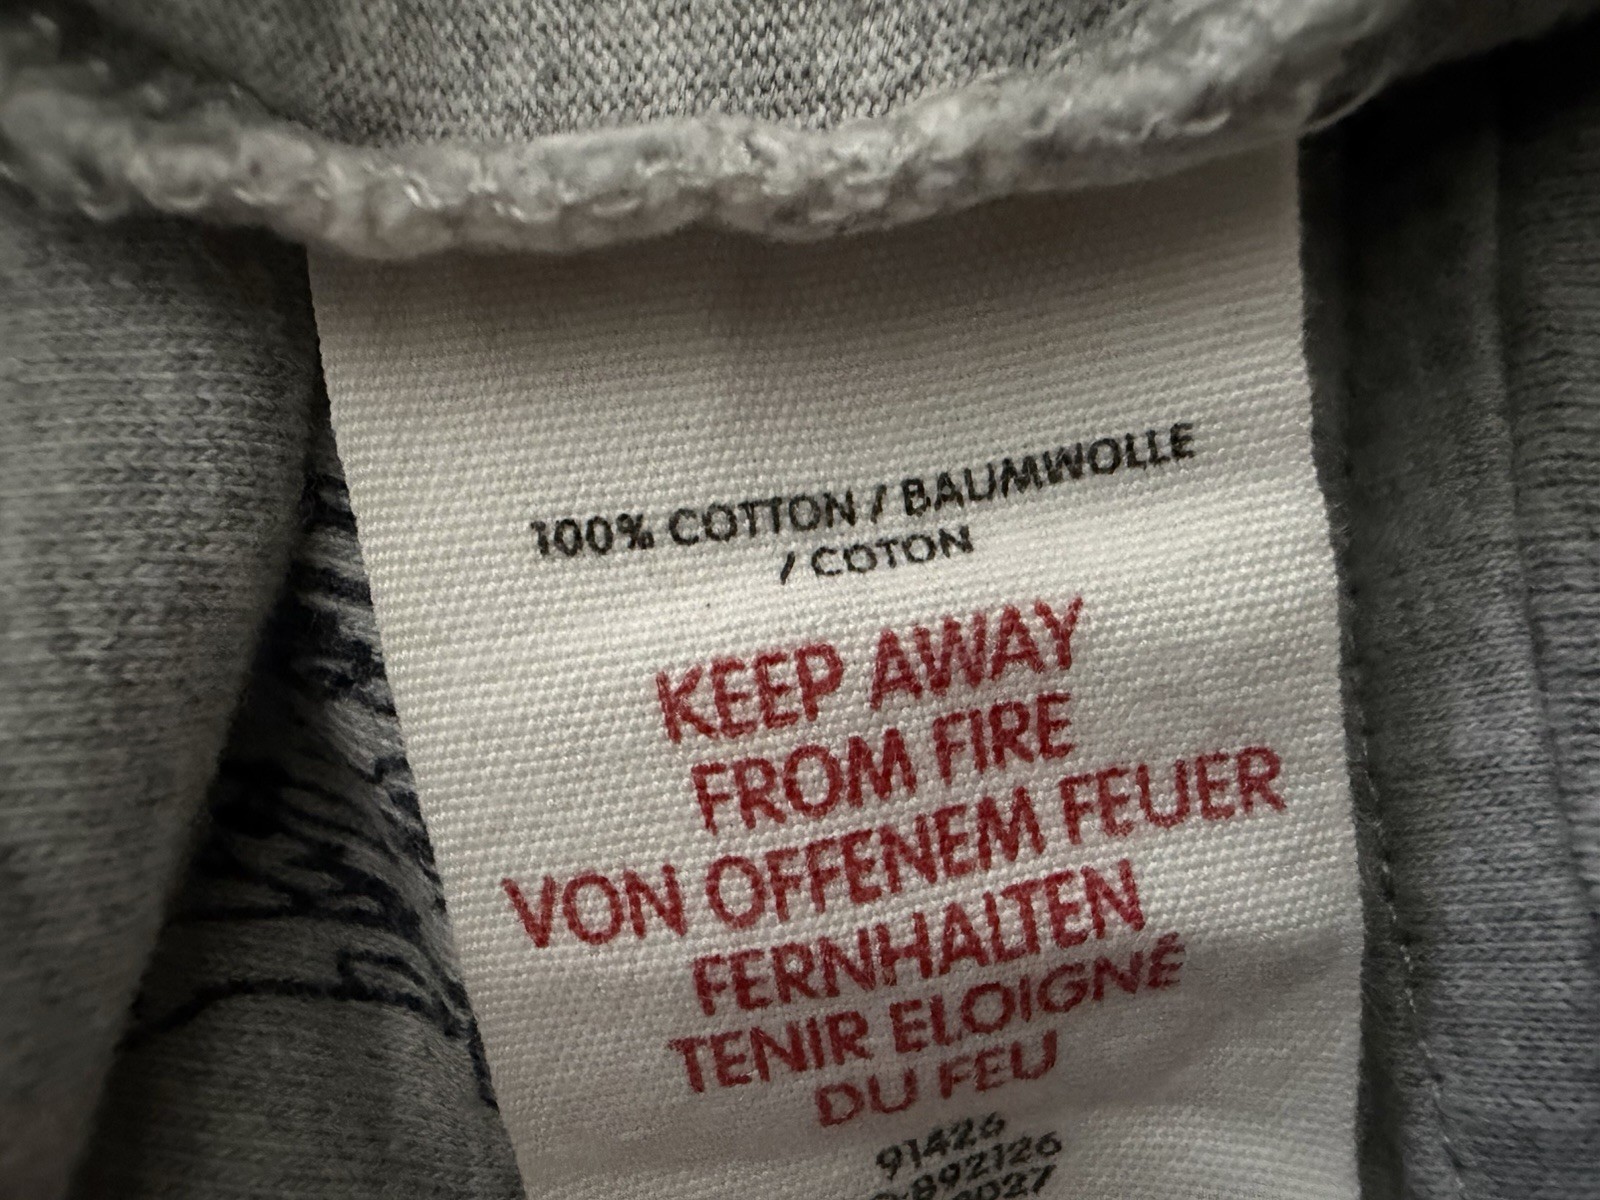 100% COTTON / BAUMWOLLE
/ COTON
KEEP AWAY
FROM FIRE
VON OFFENEM FEUER
FERNHALTEN
TENIR ELOIGNÉ
DU FEU
91426